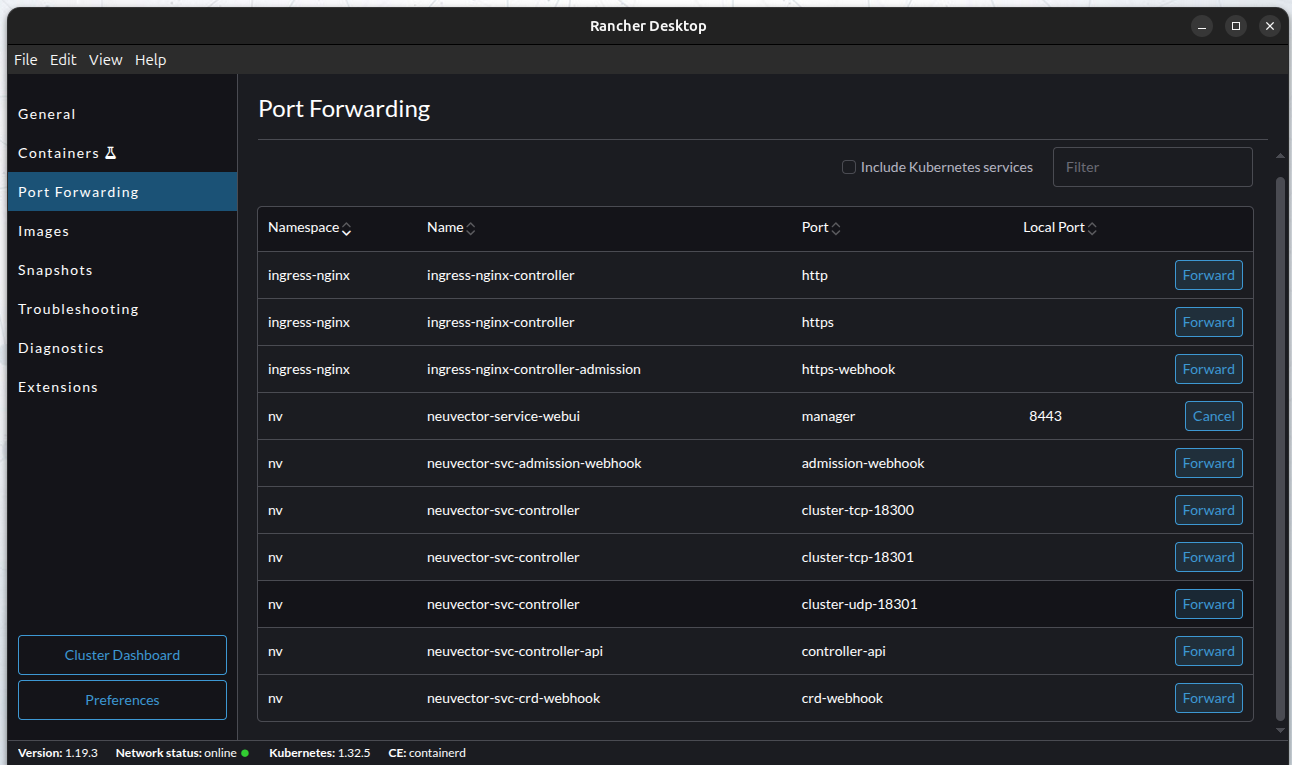 Rancher Desktop
File Edit View Help
General
Containers
Port Forwarding
Images
Snapshots
Troubleshooting
Diagnostics
Extensions
Cluster Dashboard
Preferences
Port Forwarding
Include Kubernetes services Filter
Namespace Name Port Local Port
ingress-nginx ingress-nginx-controller http Forward
ingress-nginx ingress-nginx-controller https Forward
ingress-nginx ingress-nginx-controller-admission https-webhook Forward
nv neuvector-service-webui manager 8443 Cancel
nv neuvector-svc-admission-webhook admission-webhook Forward
nv neuvector-svc-controller cluster-tcp-18300 Forward
nv neuvector-svc-controller cluster-tcp-18301 Forward
nv neuvector-svc-controller cluster-udp-18301 Forward
nv neuvector-svc-controller-api controller-api Forward
nv neuvector-svc-crd-webhook crd-webhook Forward
Version: 1.19.3 Network status: online Kubernetes: 1.32.5 CE: containerd